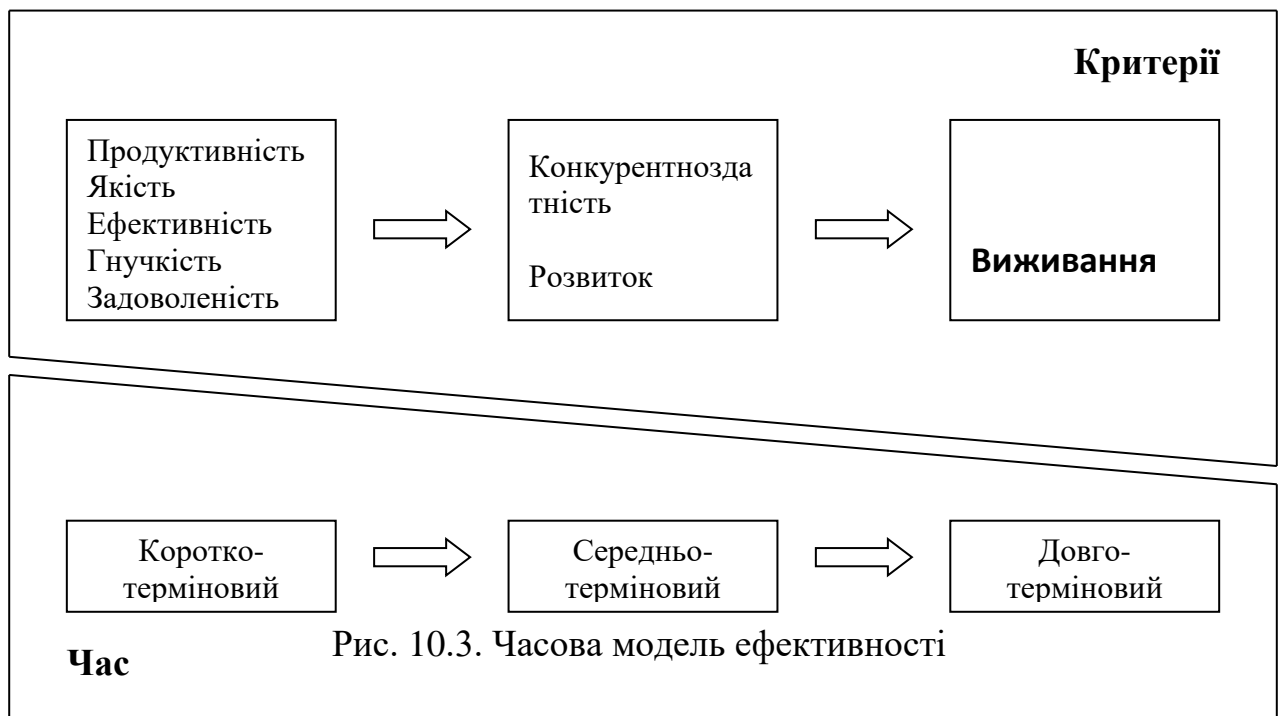 Критерії
Продуктивність
Якість
Ефективність
Гнучкість
Задоволеність
Конкурентнозда
тність
Розвиток
Виживання
Коротко-
терміновий
Середньо-
терміновий
Довго-
терміновий
Час
Рис. 10.3. Часова модель ефективності